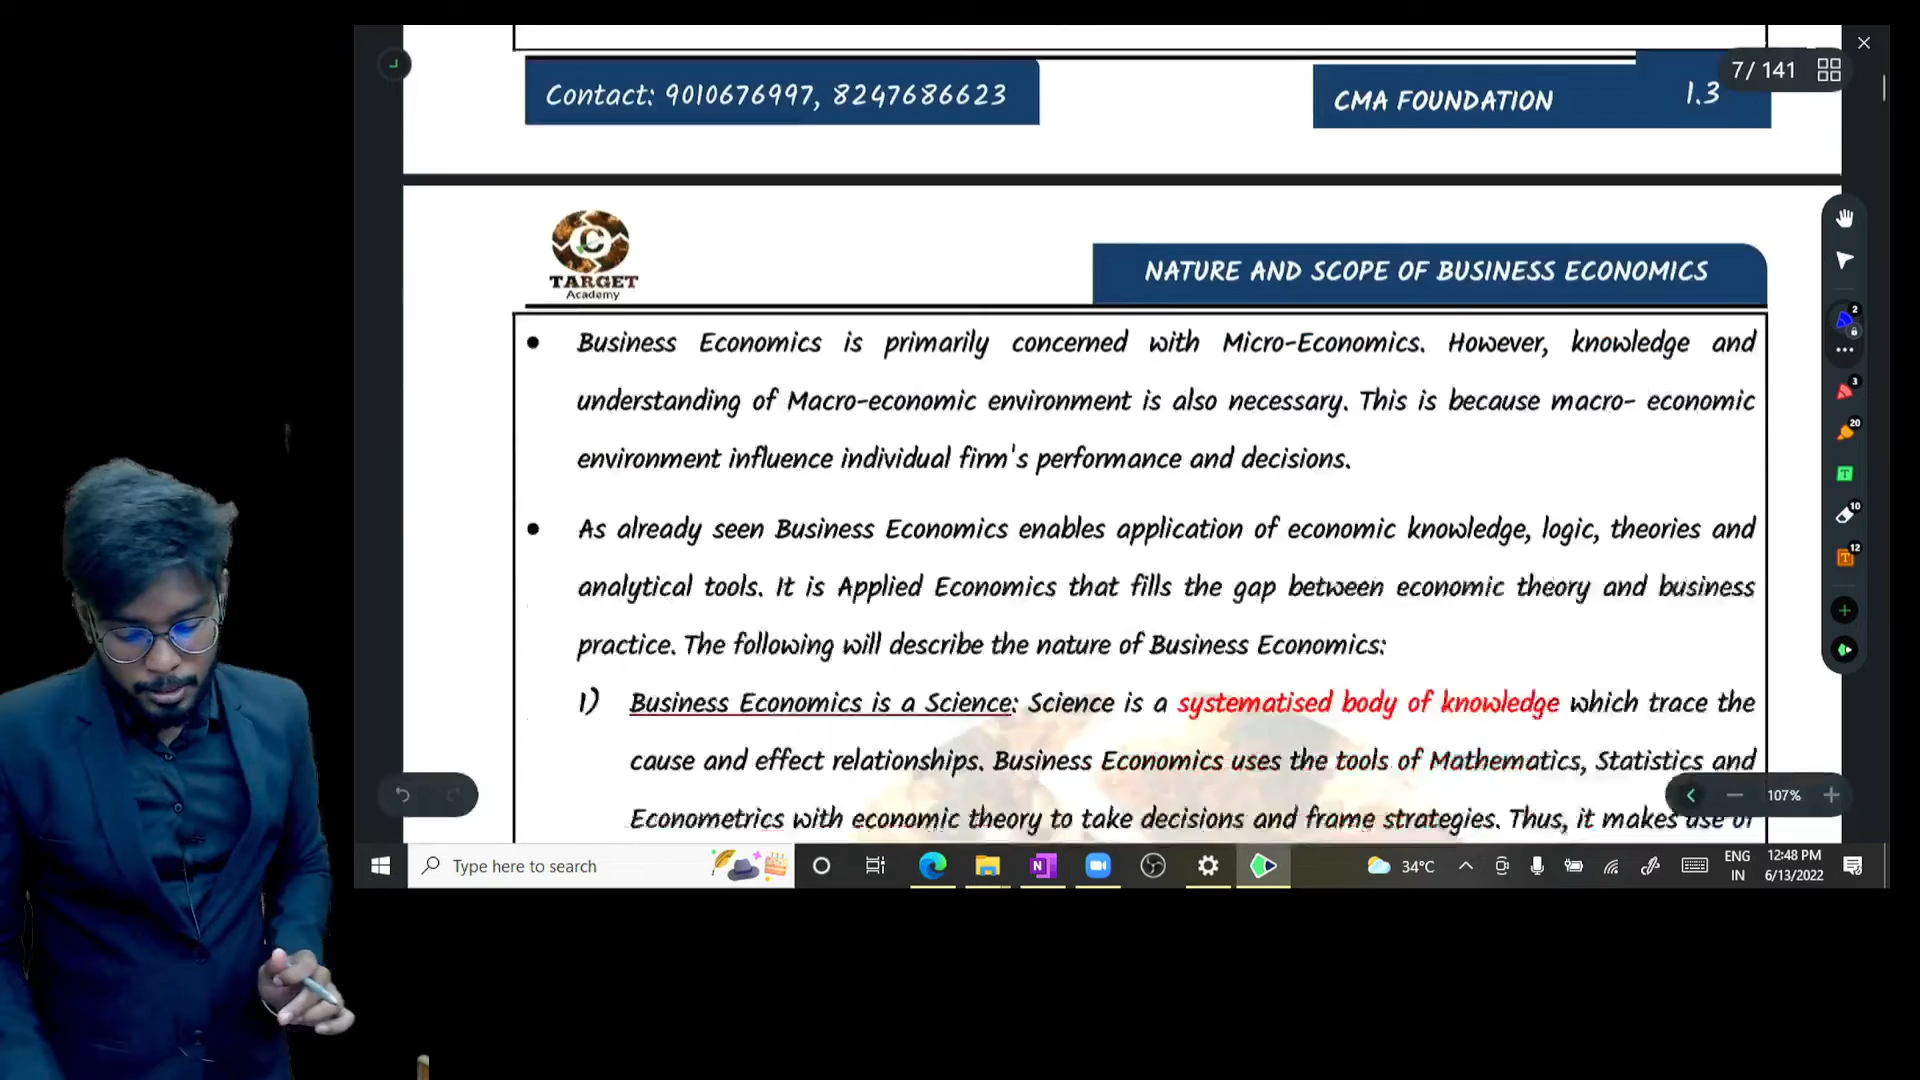 Contact: 9010676997, 8247686623
CMA FOUNDATION
1.3
7 / 141
TARGET
Academy
NATURE AND SCOPE OF BUSINESS ECONOMICS
• Business Economics is primarily concerned with Micro-Economics. However, knowledge and
understanding of Macro-economic environment is also necessary. This is because macro- economic
environment influence individual firm's performance and decisions.
• As already seen Business Economics enables application of economic knowledge, logic, theories and
analytical tools. It is Applied Economics that fills the gap between economic theory and business
practice. The following will describe the nature of Business Economics:
1) Business Economics is a Science: Science is a systematised body of knowledge which trace the
cause and effect relationships. Business Economics uses the tools of Mathematics, Statistics and
Econometrics with economic theory to take decisions and frame strategies. Thus, it makes use of
2
3
20
T
10
T
12
107%
Type here to search
34°C
ENG
IN
12:48 PM
6/13/2022